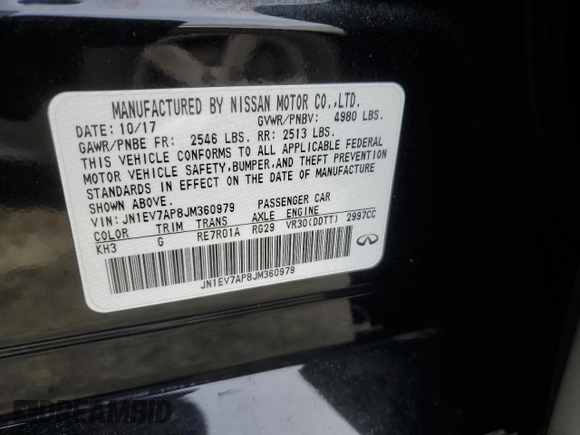 MANUFACTURED BY NISSAN MOTOR CO.,LTD.
DATE: 10/17 GVWR/PNBV: 4980 LBS.
GAWR/PNBE FR: 2546 LBS. RR: 2513 LBS.
THIS VEHICLE CONFORMS TO ALL APPLICABLE FEDERAL
MOTOR VEHICLE SAFETY,BUMPER,AND THEFT PREVENTION
STANDARDS IN EFFECT ON THE DATE OF MANUFACTURE
SHOWN ABOVE.
VIN:JN1EV7AP8JM360979 PASSENGER CAR
COLOR TRIM TRANS AXLE ENGINE
KH3 G RE7R01A RG29 VR30(DDTT) 2997CC
JN1EV7AP8JM360979
DREAMBID